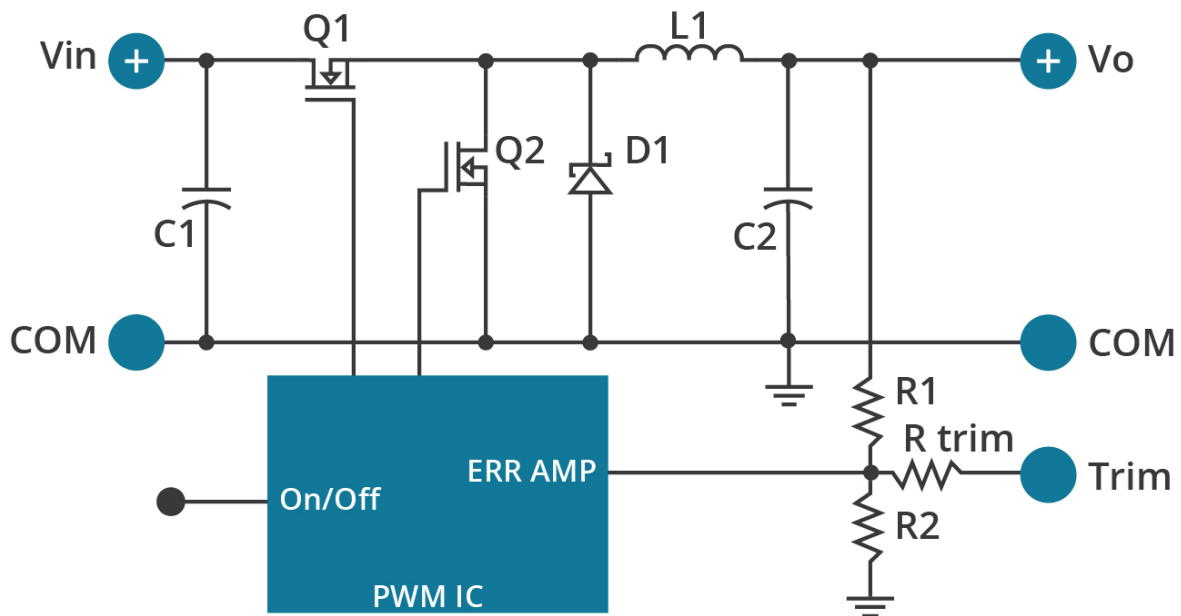 Q1
L1
Vin
+
+
Vo
Q2
D1
C1
C2
COM
COM
R1
R trim
ERR AMP
Trim
On/Off
R2
PWM IC